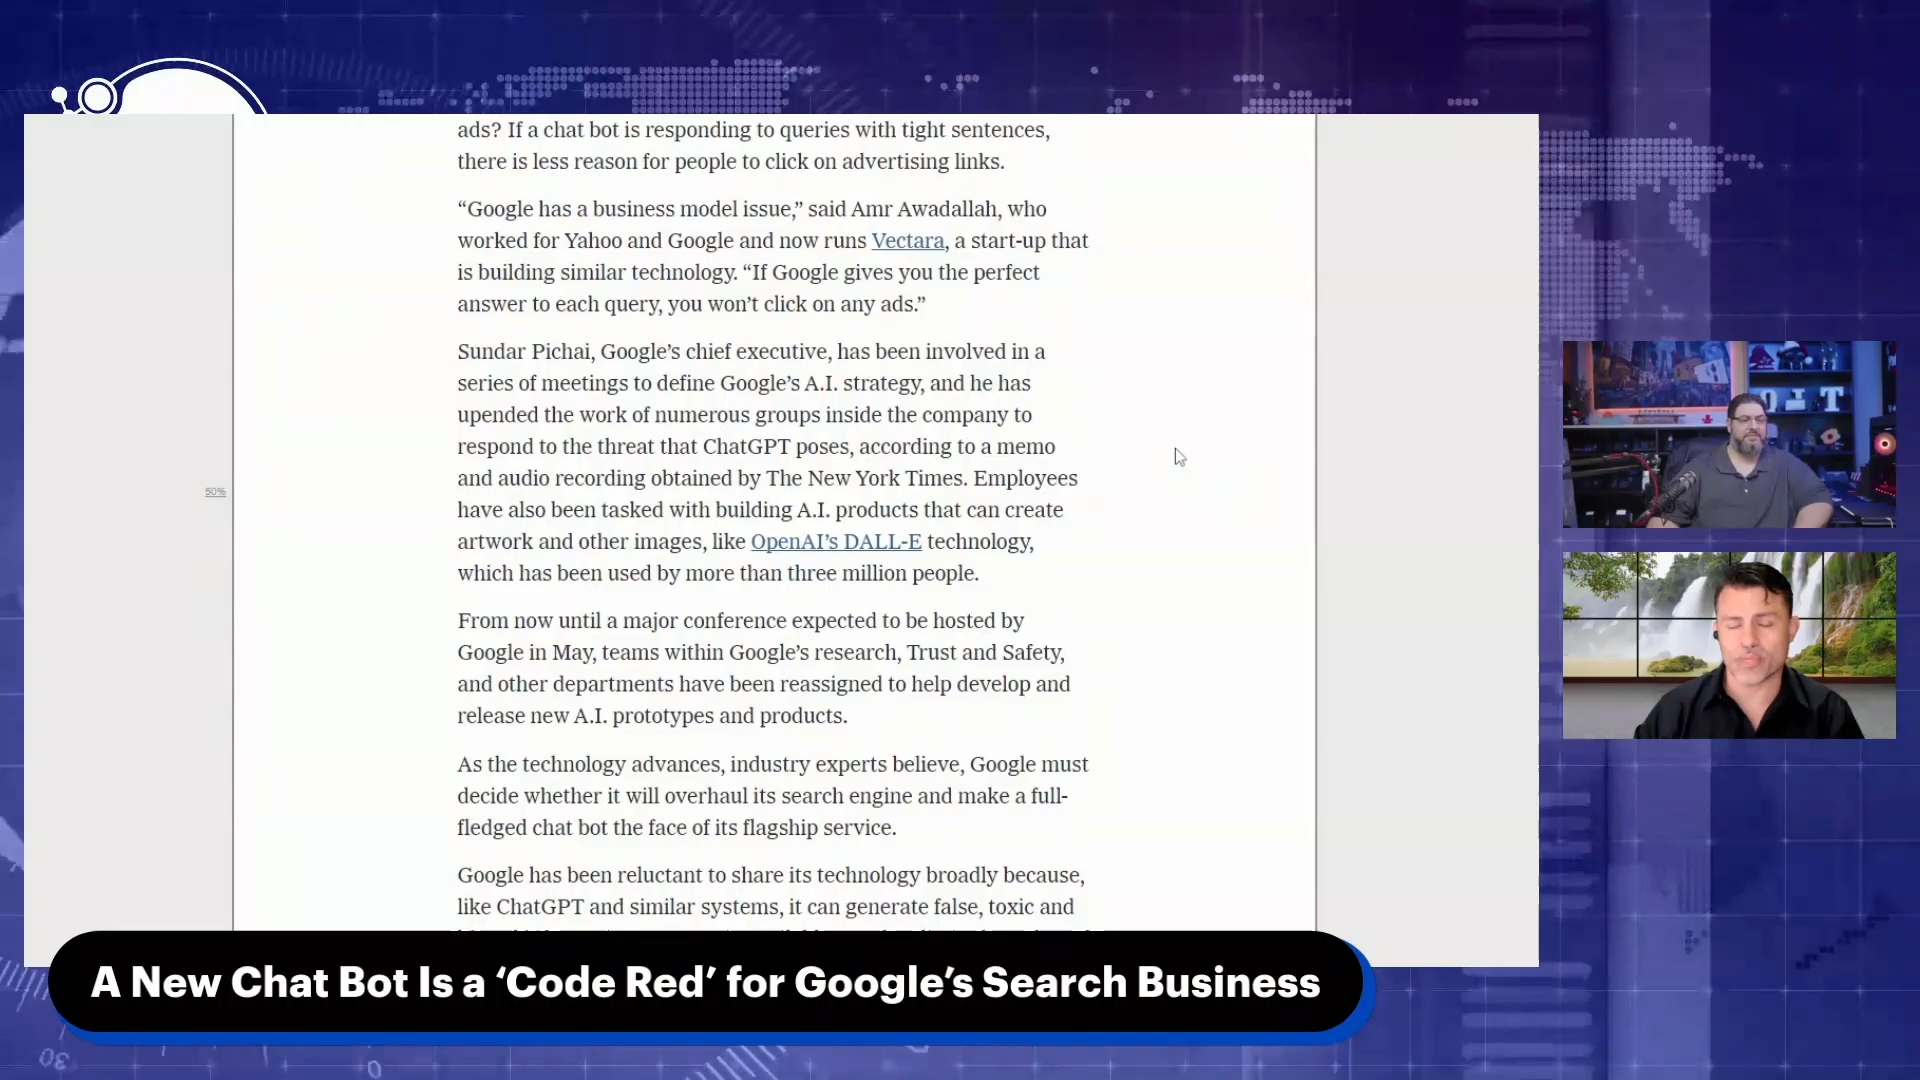 ads? If a chat bot is responding to queries with tight sentences,
there is less reason for people to click on advertising links.
“Google has a business model issue,” said Amr Awadallah, who
worked for Yahoo and Google and now runs Vectara, a start-up that
is building similar technology. “If Google gives you the perfect
answer to each query, you won’t click on any ads.”
Sundar Pichai, Google’s chief executive, has been involved in a
series of meetings to define Google’s A.I. strategy, and he has
upended the work of numerous groups inside the company to
respond to the threat that ChatGPT poses, according to a memo
and audio recording obtained by The New York Times. Employees
have also been tasked with building A.I. products that can create
artwork and other images, like OpenAI’s DALL-E technology,
which has been used by more than three million people.
50%
From now until a major conference expected to be hosted by
Google in May, teams within Google’s research, Trust and Safety,
and other departments have been reassigned to help develop and
release new A.I. prototypes and products.
As the technology advances, industry experts believe, Google must
decide whether it will overhaul its search engine and make a full-
fledged chat bot the face of its flagship service.
Google has been reluctant to share its technology broadly because,
like ChatGPT and similar systems, it can generate false, toxic and
A New Chat Bot Is a ‘Code Red’ for Google’s Search Business
30
0